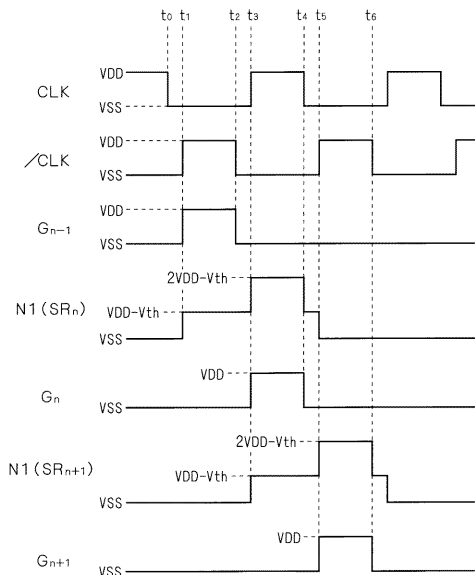 t0 t1 t2 t3 t4 t5 t6
VDD
CLK
VSS
VDD
/CLK
VSS
VDD
Gn-1
VSS
2VDD-Vth
N1(SRn)
VDD-Vth
VSS
VDD
Gn
VSS
2VDD-Vth
N1(SRn+1)
VDD-Vth
VSS
VDD
Gn+1
VSS